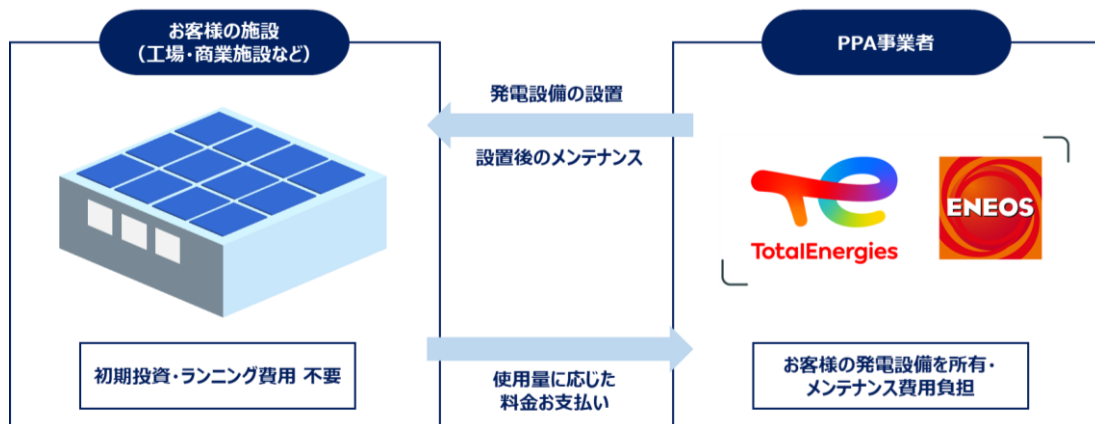 お客様の施設
（工場・商業施設など）
PPA事業者
発電設備の設置
設置後のメンテナンス
TotalEnergies
ENEOS
初期投資・ランニング費用 不要
使用量に応じた
料金お支払い
お客様の発電設備を所有・
メンテナンス費用負担